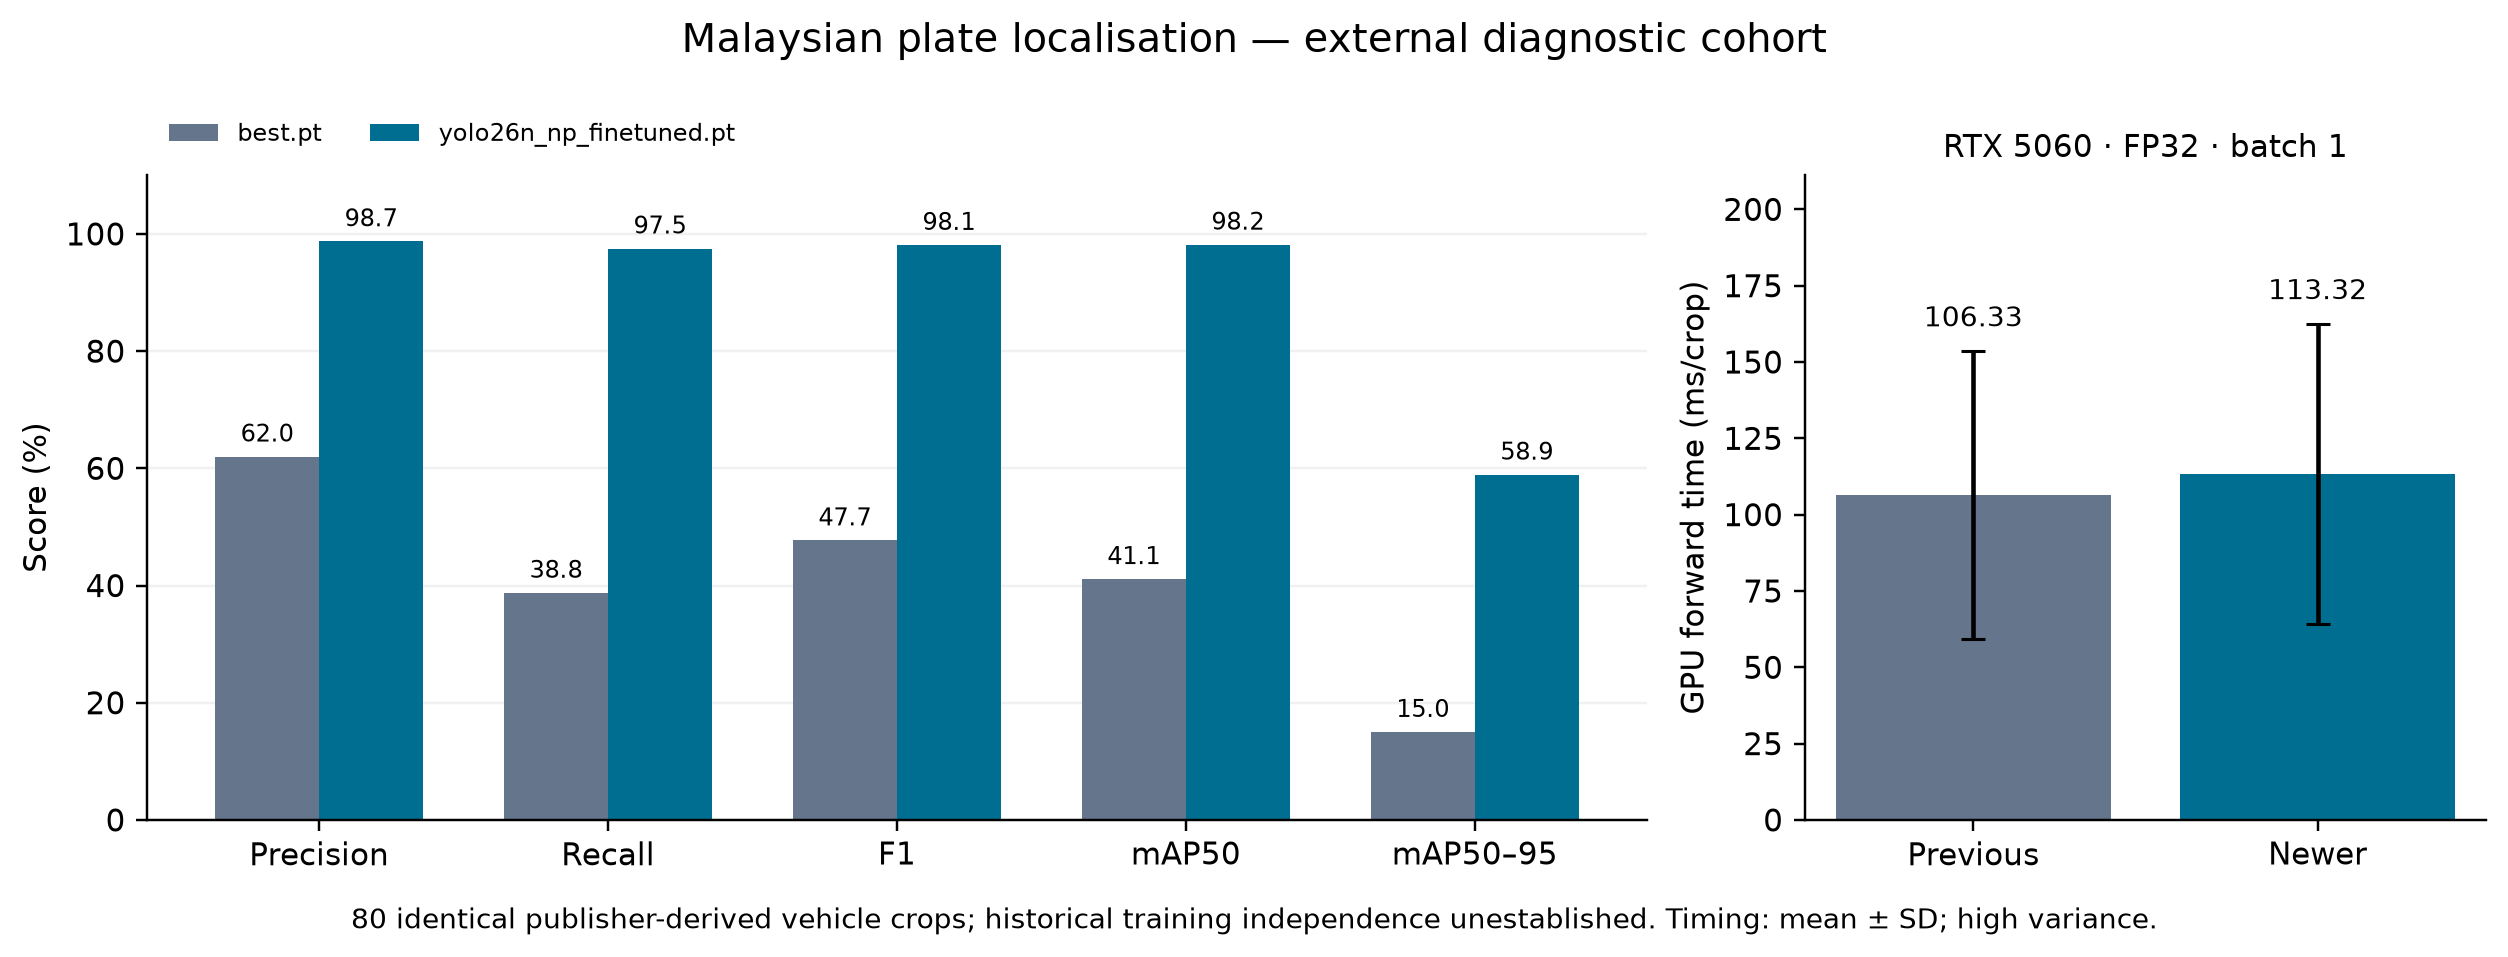 Malaysian plate localisation — external diagnostic cohort
best.pt
yolo26n_np_finetuned.pt
Score (%)
100
80
60
40
20
0
62.0
98.7
38.8
97.5
47.7
98.1
41.1
98.2
15.0
58.9
Precision
Recall
F1
mAP50
mAP50–95
RTX 5060 · FP32 · batch 1
GPU forward time (ms/crop)
200
175
150
125
100
75
50
25
0
106.33
113.32
Previous
Newer
80 identical publisher-derived vehicle crops; historical training independence unestablished. Timing: mean ± SD; high variance.